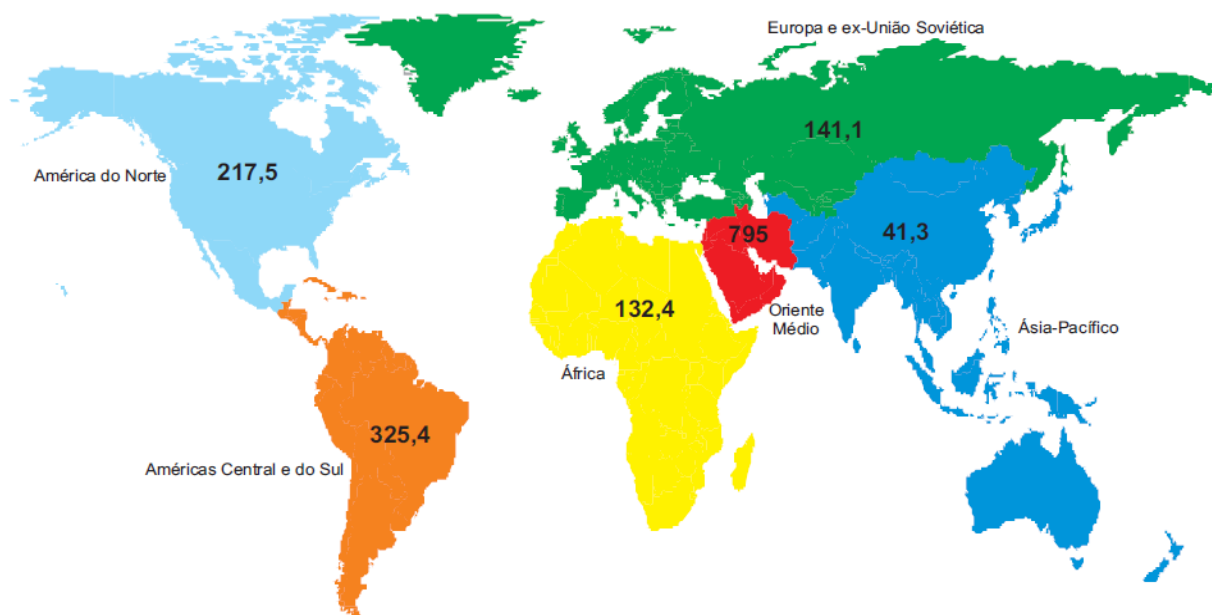 Europa e ex-União Soviética
141,1
América do Norte
217,5
795
41,3
132,4
Oriente
Médio
Ásia-Pacífico
África
325,4
Américas Central e do Sul